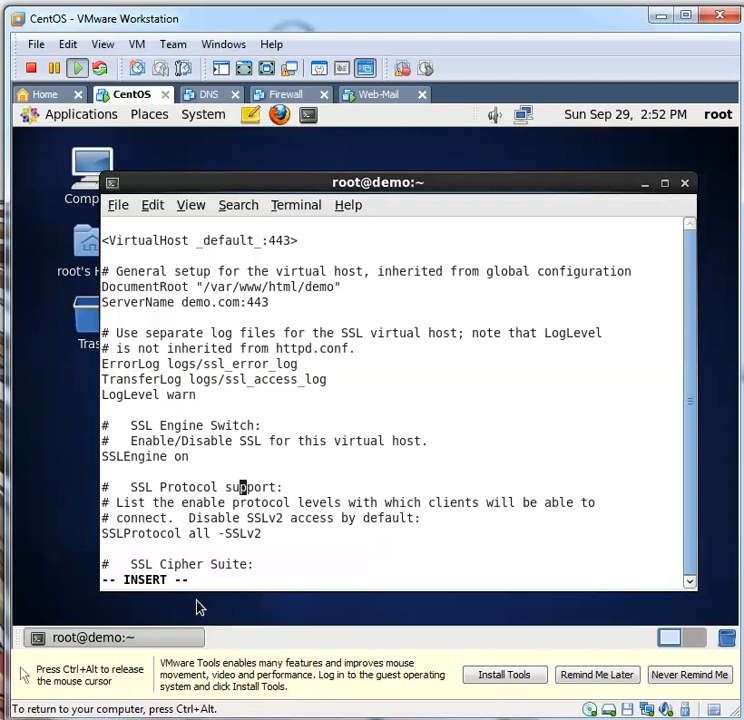 CentOS - VMware Workstation
File Edit View VM Team Windows Help
Home CentOS DNS Firewall Web-Mail
Applications Places System Sun Sep 29, 2:52 PM root
root@demo:~
File Edit View Search Terminal Help
Comp
root's H
Tras
<VirtualHost _default_:443>
# General setup for the virtual host, inherited from global configuration
DocumentRoot "/var/www/html/demo"
ServerName demo.com:443
# Use separate log files for the SSL virtual host; note that LogLevel
# is not inherited from httpd.conf.
ErrorLog logs/ssl_error_log
TransferLog logs/ssl_access_log
LogLevel warn
#   SSL Engine Switch:
#   Enable/Disable SSL for this virtual host.
SSLEngine on
#   SSL Protocol support:
# List the enable protocol levels with which clients will be able to
# connect.  Disable SSLv2 access by default:
SSLProtocol all -SSLv2
#   SSL Cipher Suite:
-- INSERT --
root@demo:~
Press Ctrl+Alt to release
the mouse cursor
VMware Tools enables many features and improves mouse
movement, video and performance. Log in to the guest operating
system and click Install Tools.
Install Tools Remind Me Later Never Remind Me
To return to your computer, press Ctrl+Alt.